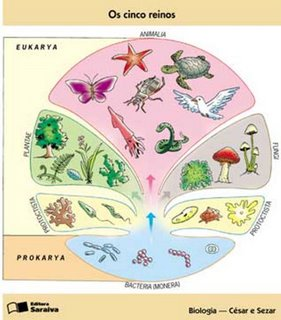 Os cinco reinos
ANIMALIA
EUKARYA
PLANTAE
FUNGI
PROTOCTISTA
PROTOCTISTA
PROKARYA
BACTERIA (MONERA)
Editora
Saraiva
Biologia — César e Sezar